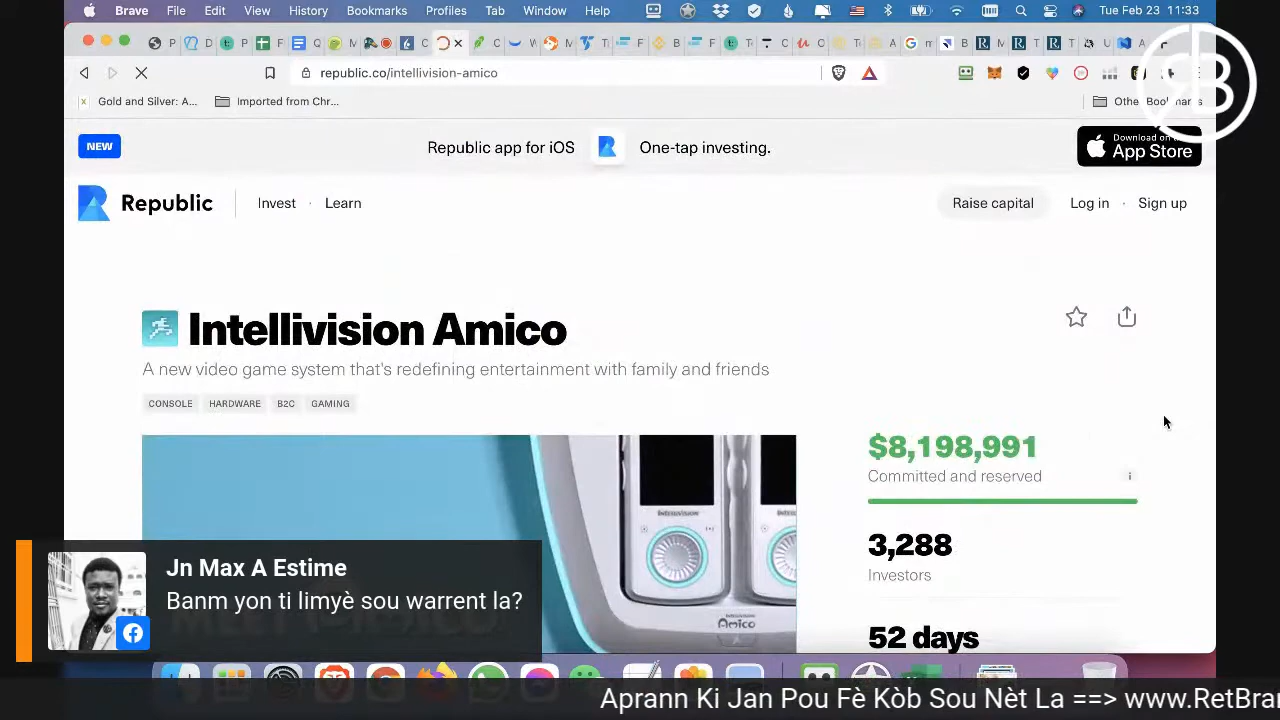 Brave File Edit View History Bookmarks Profiles Tab Window Help Tue Feb 23 11:33
republic.co/intellivision-amico
Gold and Silver: A... Imported from Chr...
NEW Republic app for iOS One-tap investing. Download on
App Store
Republic Invest · Learn Raise capital Log in · Sign up
Intellivision Amico
A new video game system that's redefining entertainment with family and friends
CONSOLE HARDWARE B2C GAMING
$8,198,991
Committed and reserved
3,288
Investors
52 days
Amico
Jn Max A Estime
Banm yon ti limyè sou warrent la?
Aprann Ki Jan Pou Fè Kòb Sou Nèt La ==> www.RetBra